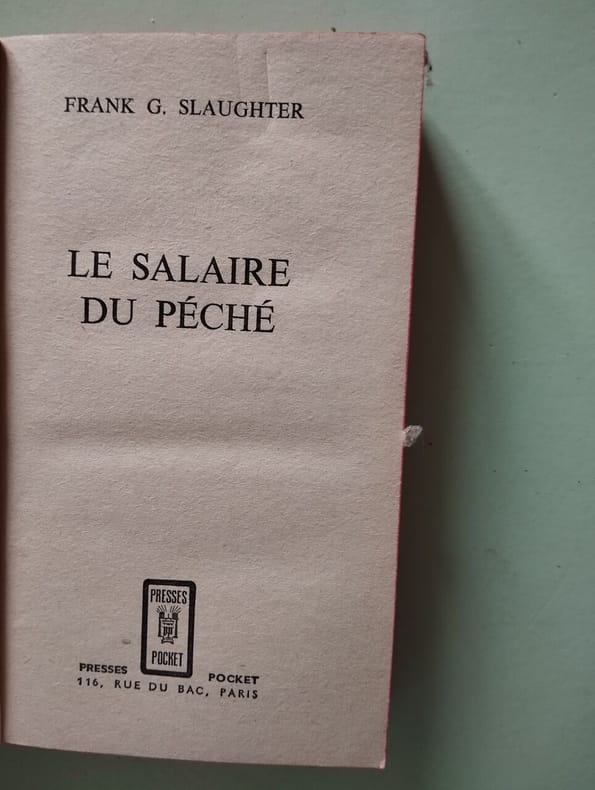 FRANK G. SLAUGHTER
LE SALAIRE
DU PÉCHÉ
PRESSES
POCKET
PRESSES POCKET
116, RUE DU BAC, PARIS